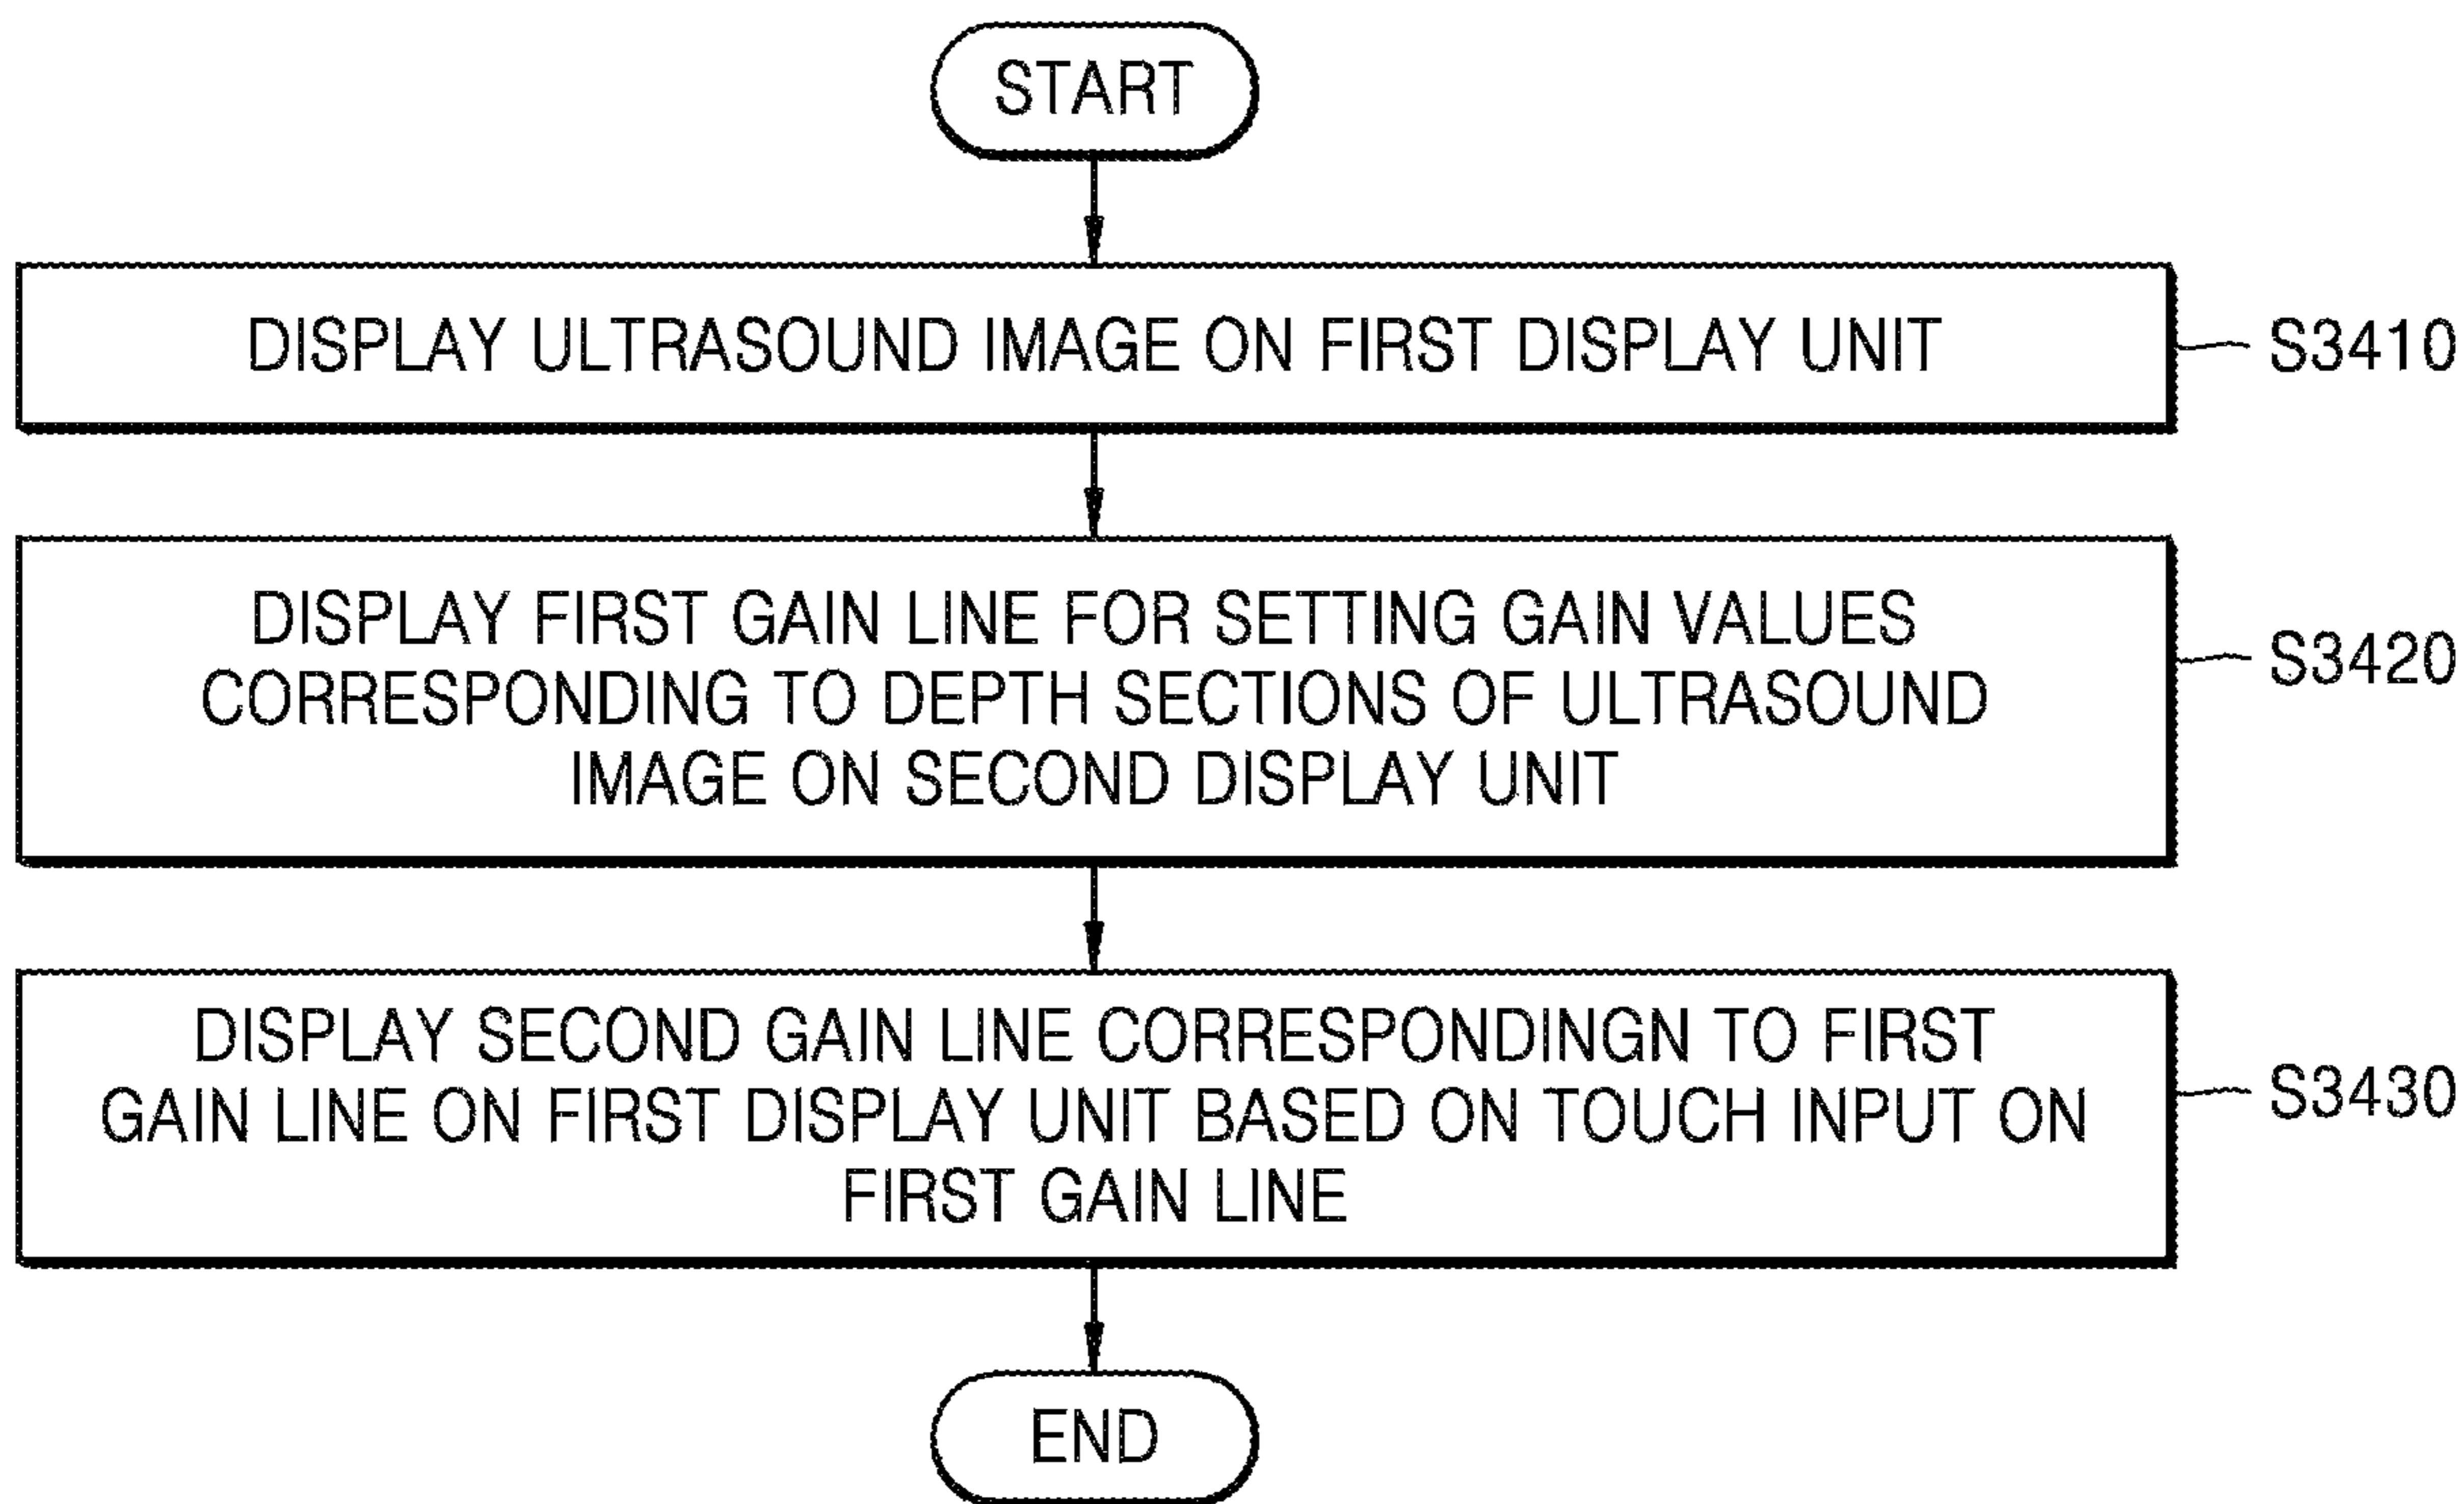 START
DISPLAY ULTRASOUND IMAGE ON FIRST DISPLAY UNIT
S3410
DISPLAY FIRST GAIN LINE FOR SETTING GAIN VALUES
CORRESPONDING TO DEPTH SECTIONS OF ULTRASOUND
IMAGE ON SECOND DISPLAY UNIT
S3420
DISPLAY SECOND GAIN LINE CORRESPONDINGN TO FIRST
GAIN LINE ON FIRST DISPLAY UNIT BASED ON TOUCH INPUT ON
FIRST GAIN LINE
S3430
END